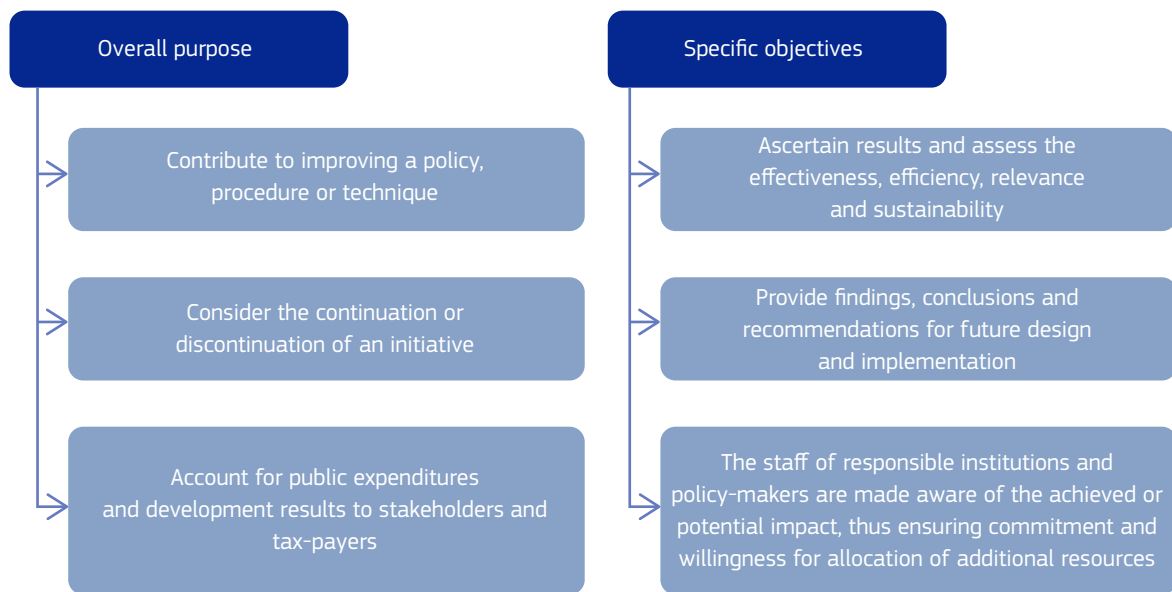 Overall purpose
Contribute to improving a policy,
procedure or technique
Consider the continuation or
discontinuation of an initiative
Account for public expenditures
and development results to stakeholders and
tax-payers
Specific objectives
Ascertain results and assess the
effectiveness, efficiency, relevance
and sustainability
Provide findings, conclusions and
recommendations for future design
and implementation
The staff of responsible institutions and
policy-makers are made aware of the achieved or
potential impact, thus ensuring commitment and
willingness for allocation of additional resources